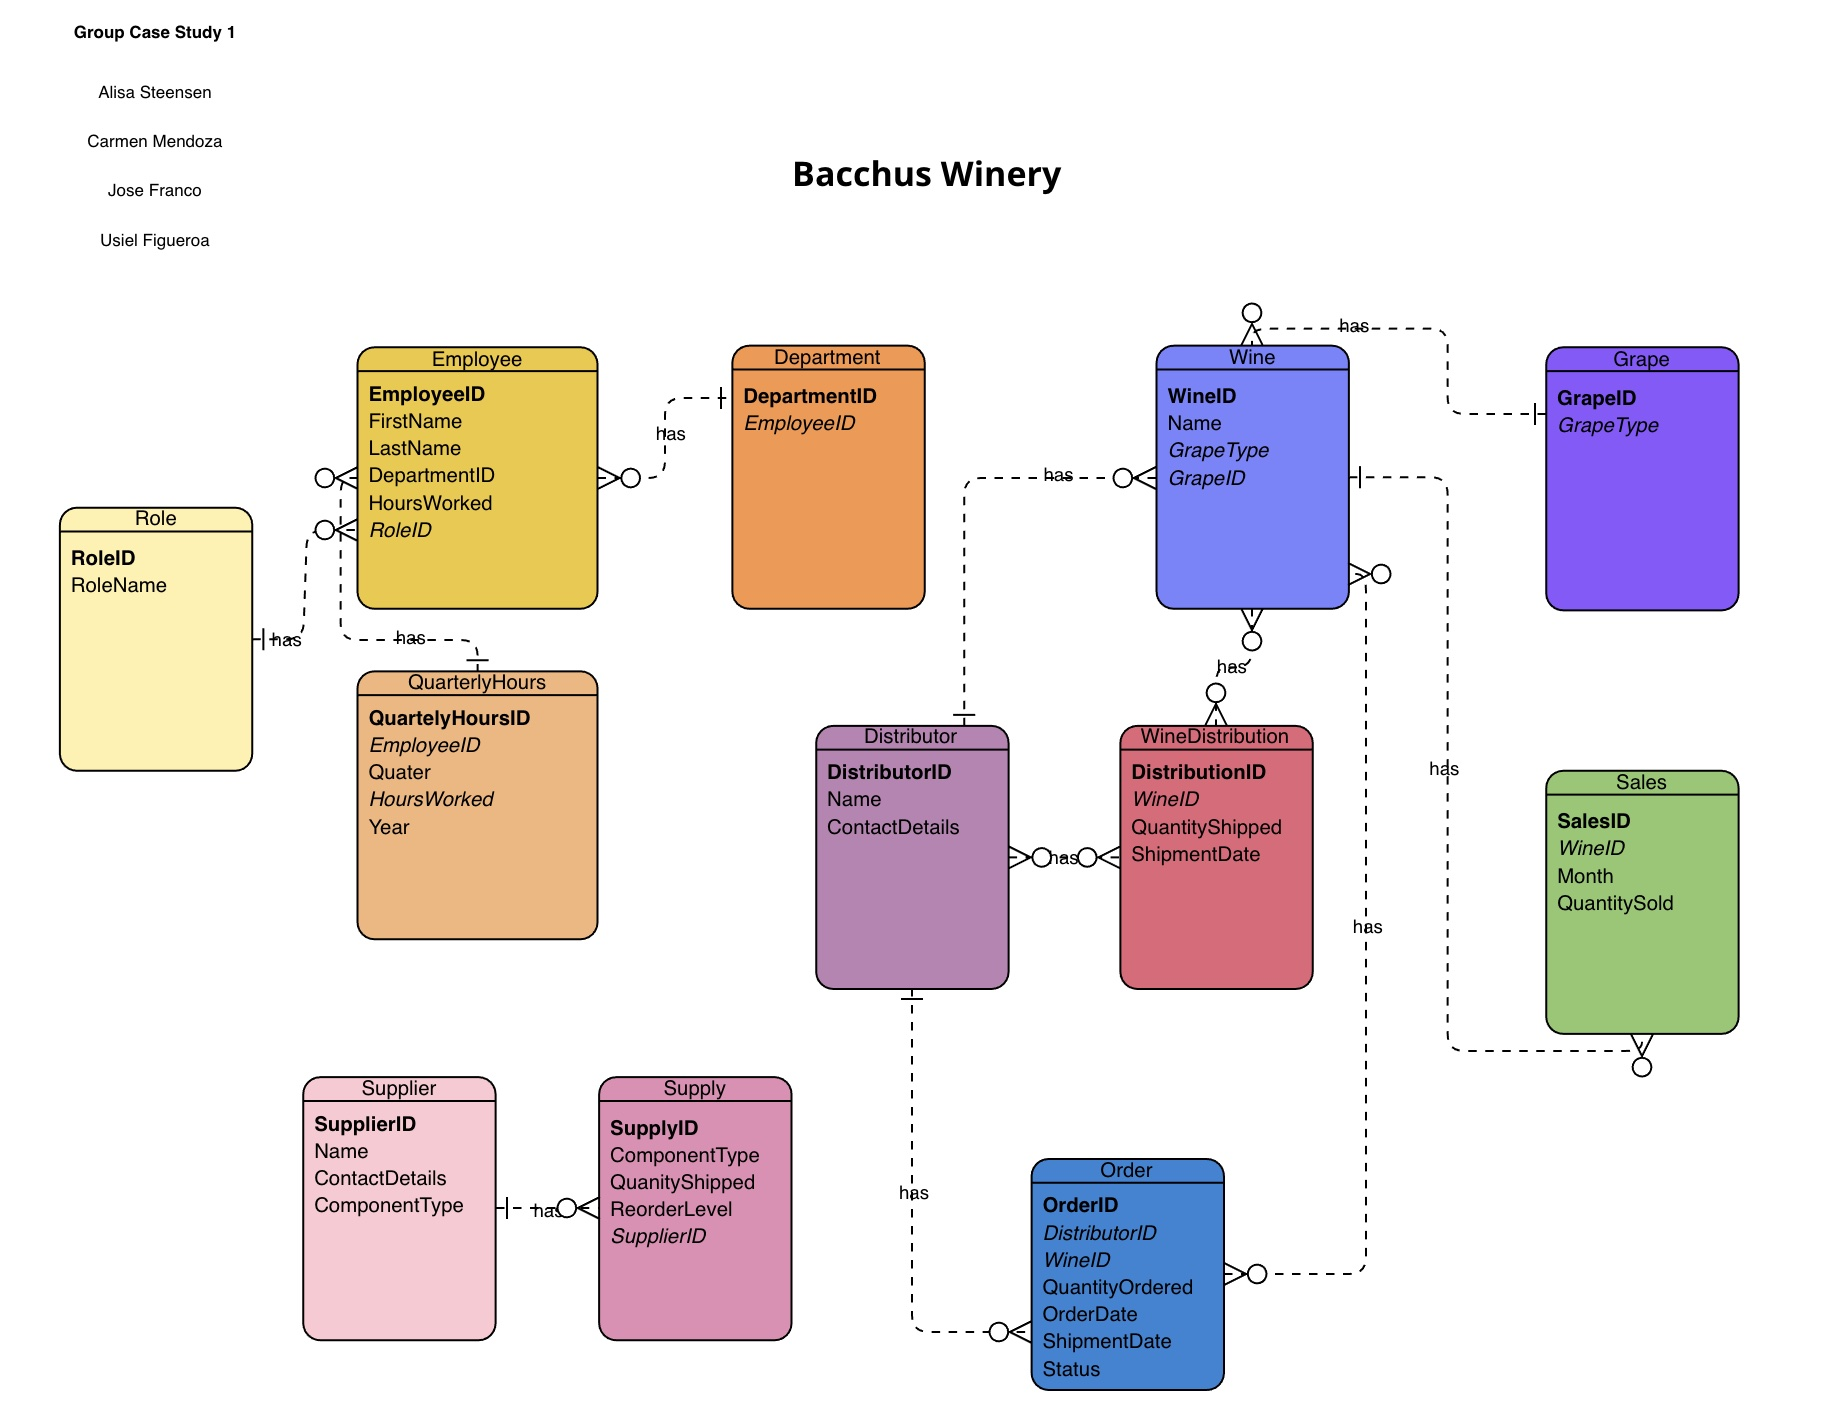 Group Case Study 1
Alisa Steensen
Carmen Mendoza
Jose Franco
Usiel Figueroa
Bacchus Winery
Employee
EmployeeID
FirstName
LastName
DepartmentID
HoursWorked
RoleID
has
Department
DepartmentID
EmployeeID
has
Wine
WineID
Name
GrapeType
GrapeID
has
Grape
GrapeID
GrapeType
Role
RoleID
RoleName
has
has
QuarterlyHours
QuartelyHoursID
EmployeeID
Quater
HoursWorked
Year
has
Distributor
DistributorID
Name
ContactDetails
has
WineDistribution
DistributionID
WineID
QuantityShipped
ShipmentDate
has
has
Sales
SalesID
WineID
Month
QuantitySold
Supplier
SupplierID
Name
ContactDetails
ComponentType
has
Supply
SupplyID
ComponentType
QuanityShipped
ReorderLevel
SupplierID
has
Order
OrderID
DistributorID
WineID
QuantityOrdered
OrderDate
ShipmentDate
Status